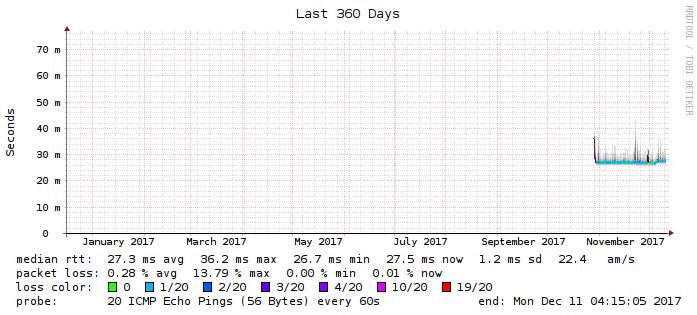 Last 360 Days
RRDTOOL / TOBI OETIKER
Seconds
70 m
60 m
50 m
40 m
30 m
20 m
10 m
0
January 2017 March 2017 May 2017 July 2017 September 2017 November 2017
median rtt: 27.3 ms avg 36.2 ms max 26.7 ms min 27.5 ms now 1.2 ms sd 22.4 am/s
packet loss: 0.28 % avg 13.79 % max 0.00 % min 0.01 % now
loss color: 0 1/20 2/20 3/20 4/20 10/20 19/20
probe: 20 ICMP Echo Pings (56 Bytes) every 60s end: Mon Dec 11 04:15:05 2017